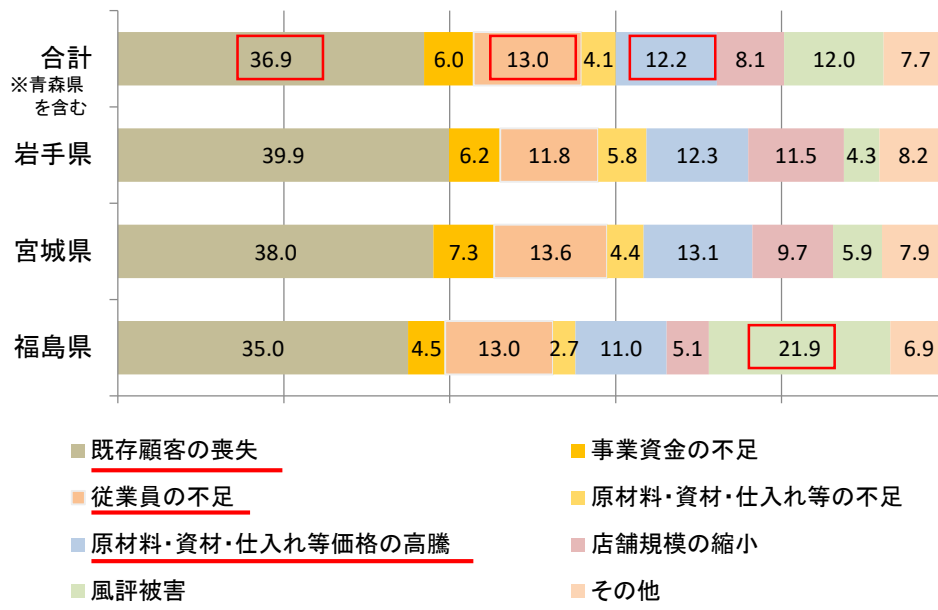 合計
※青森県
を含む
36.9 6.0 13.0 4.1 12.2 8.1 12.0 7.7
岩手県
39.9 6.2 11.8 5.8 12.3 11.5 4.3 8.2
宮城県
38.0 7.3 13.6 4.4 13.1 9.7 5.9 7.9
福島県
35.0 4.5 13.0 2.7 11.0 5.1 21.9 6.9
既存顧客の喪失
事業資金の不足
従業員の不足
原材料・資材・仕入れ等の不足
原材料・資材・仕入れ等価格の高騰
店舗規模の縮小
風評被害
その他